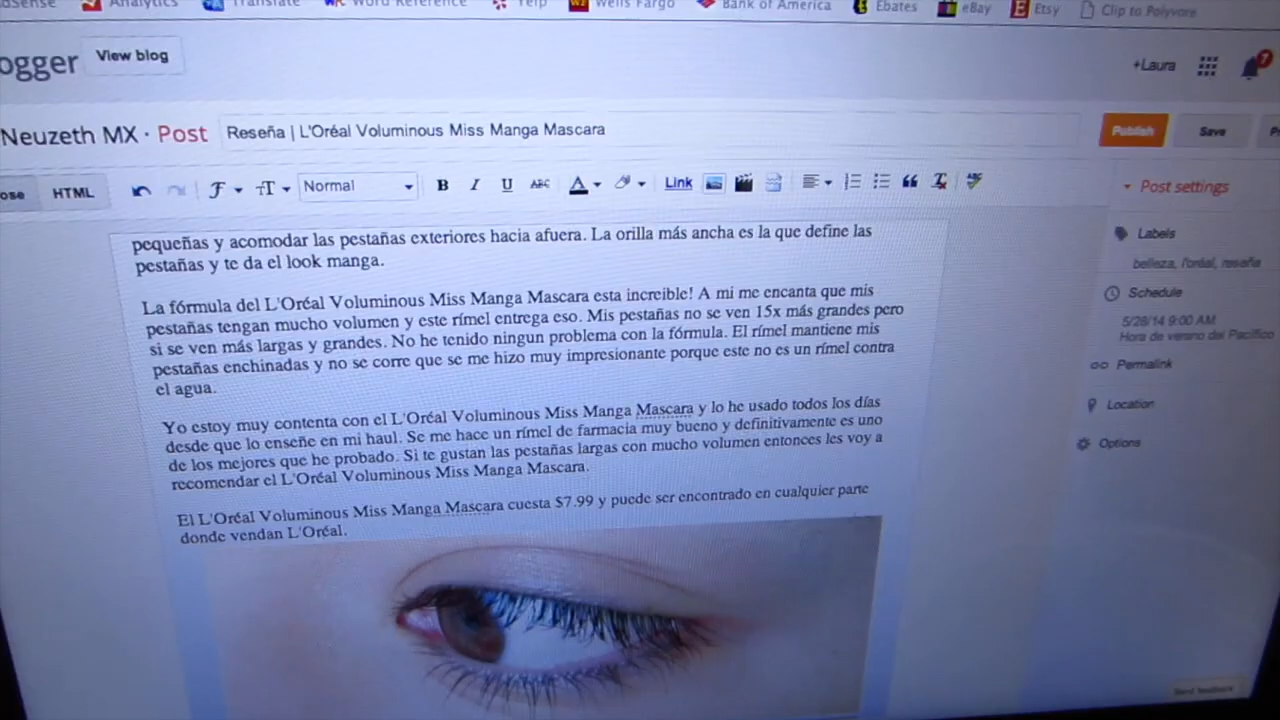 Analytics Translate Word Reference Yelp Wells Fargo Bank of America Ebates eBay Etsy Clip to Polyvore
ogger View blog +Laura 7
Neuzeth MX · Post Reseña | L'Oréal Voluminous Miss Manga Mascara Publish Save
ose HTML Normal B I U ABC A Link
Post settings
pequeñas y acomodar las pestañas exteriores hacia afuera. La orilla más ancha es la que define las
pestañas y te da el look manga.
La fórmula del L'Oréal Voluminous Miss Manga Mascara esta increible! A mi me encanta que mis
pestañas tengan mucho volumen y este rímel entrega eso. Mis pestañas no se ven 15x más grandes pero
si se ven más largas y grandes. No he tenido ningun problema con la fórmula. El rímel mantiene mis
pestañas enchinadas y no se corre que se me hizo muy impresionante porque este no es un rímel contra
el agua.
Yo estoy muy contenta con el L'Oréal Voluminous Miss Manga Mascara y lo he usado todos los días
desde que lo enseñe en mi haul. Se me hace un rímel de farmacia muy bueno y definitivamente es uno
de los mejores que he probado. Si te gustan las pestañas largas con mucho volumen entonces les voy a
recomendar el L'Oréal Voluminous Miss Manga Mascara.
El L'Oréal Voluminous Miss Manga Mascara cuesta $7.99 y puede ser encontrado en cualquier parte
donde vendan L'Oréal.
Labels
belleza, l'oréal, reseña
Schedule
5/28/14 9:00 AM
Hora de verano del Pacífico
Permalink
Location
Options
Send feedback